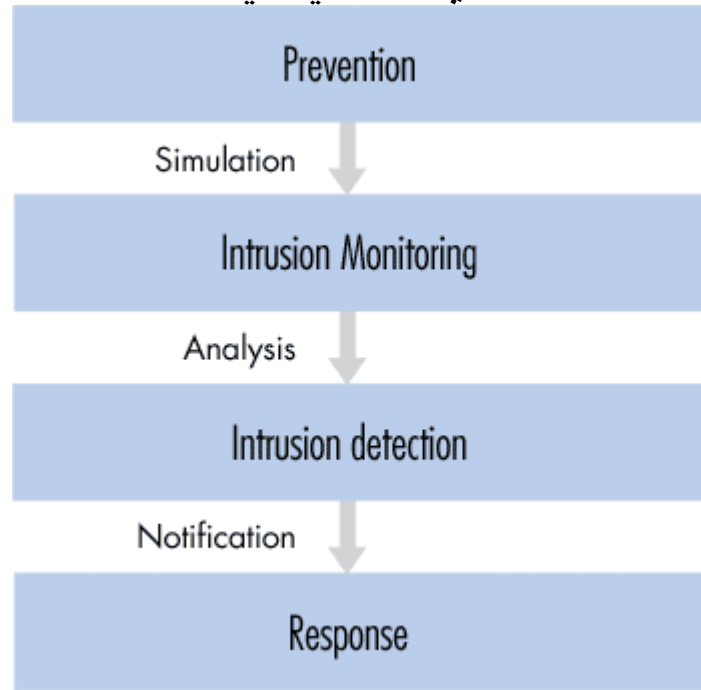 Prevention
Simulation
Intrusion Monitoring
Analysis
Intrusion detection
Notification
Response